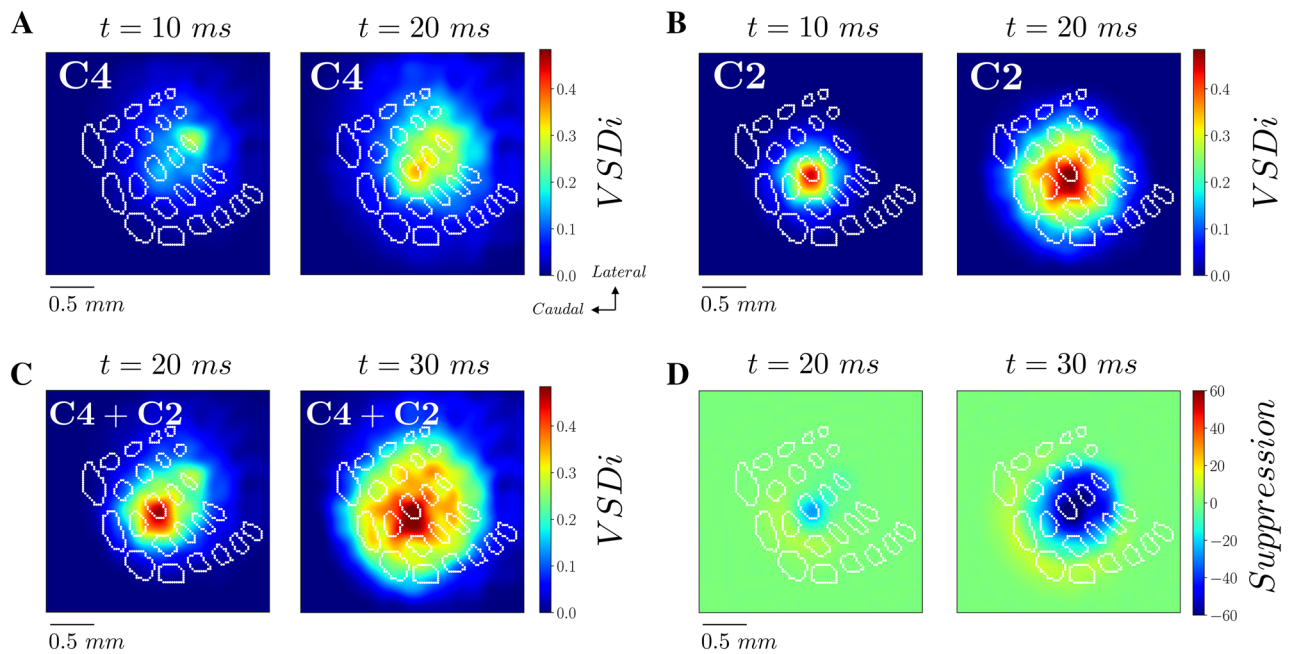 A
t = 10 ms
t = 20 ms
C4
C4
0.4
0.3
0.2
0.1
0.0
VSDi
0.5 mm
Lateral
Caudal
B
t = 10 ms
t = 20 ms
C2
C2
0.4
0.3
0.2
0.1
0.0
VSDi
0.5 mm
C
t = 20 ms
t = 30 ms
C4 + C2
C4 + C2
0.4
0.3
0.2
0.1
0.0
VSDi
0.5 mm
D
t = 20 ms
t = 30 ms
60
40
20
0
−20
−40
−60
Suppression
0.5 mm